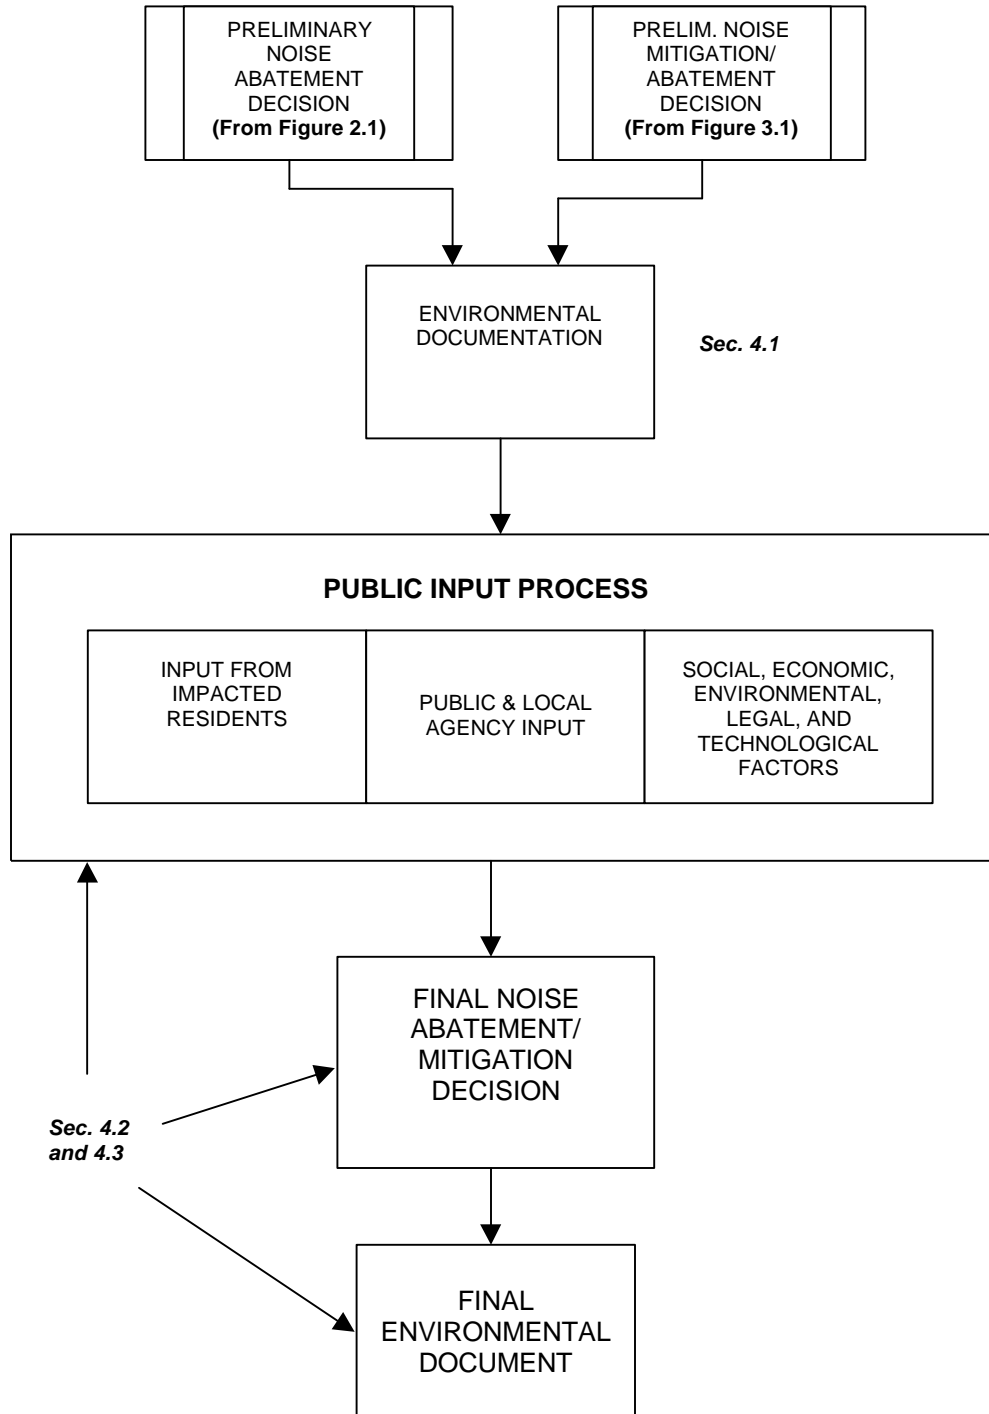 PRELIMINARY
NOISE
ABATEMENT
DECISION
(From Figure 2.1)
PRELIM. NOISE
MITIGATION/
ABATEMENT
DECISION
(From Figure 3.1)
ENVIRONMENTAL
DOCUMENTATION
Sec. 4.1
PUBLIC INPUT PROCESS
INPUT FROM
IMPACTED
RESIDENTS
PUBLIC & LOCAL
AGENCY INPUT
SOCIAL, ECONOMIC,
ENVIRONMENTAL,
LEGAL, AND
TECHNOLOGICAL
FACTORS
FINAL NOISE
ABATEMENT/
MITIGATION
DECISION
Sec. 4.2
and 4.3
FINAL
ENVIRONMENTAL
DOCUMENT